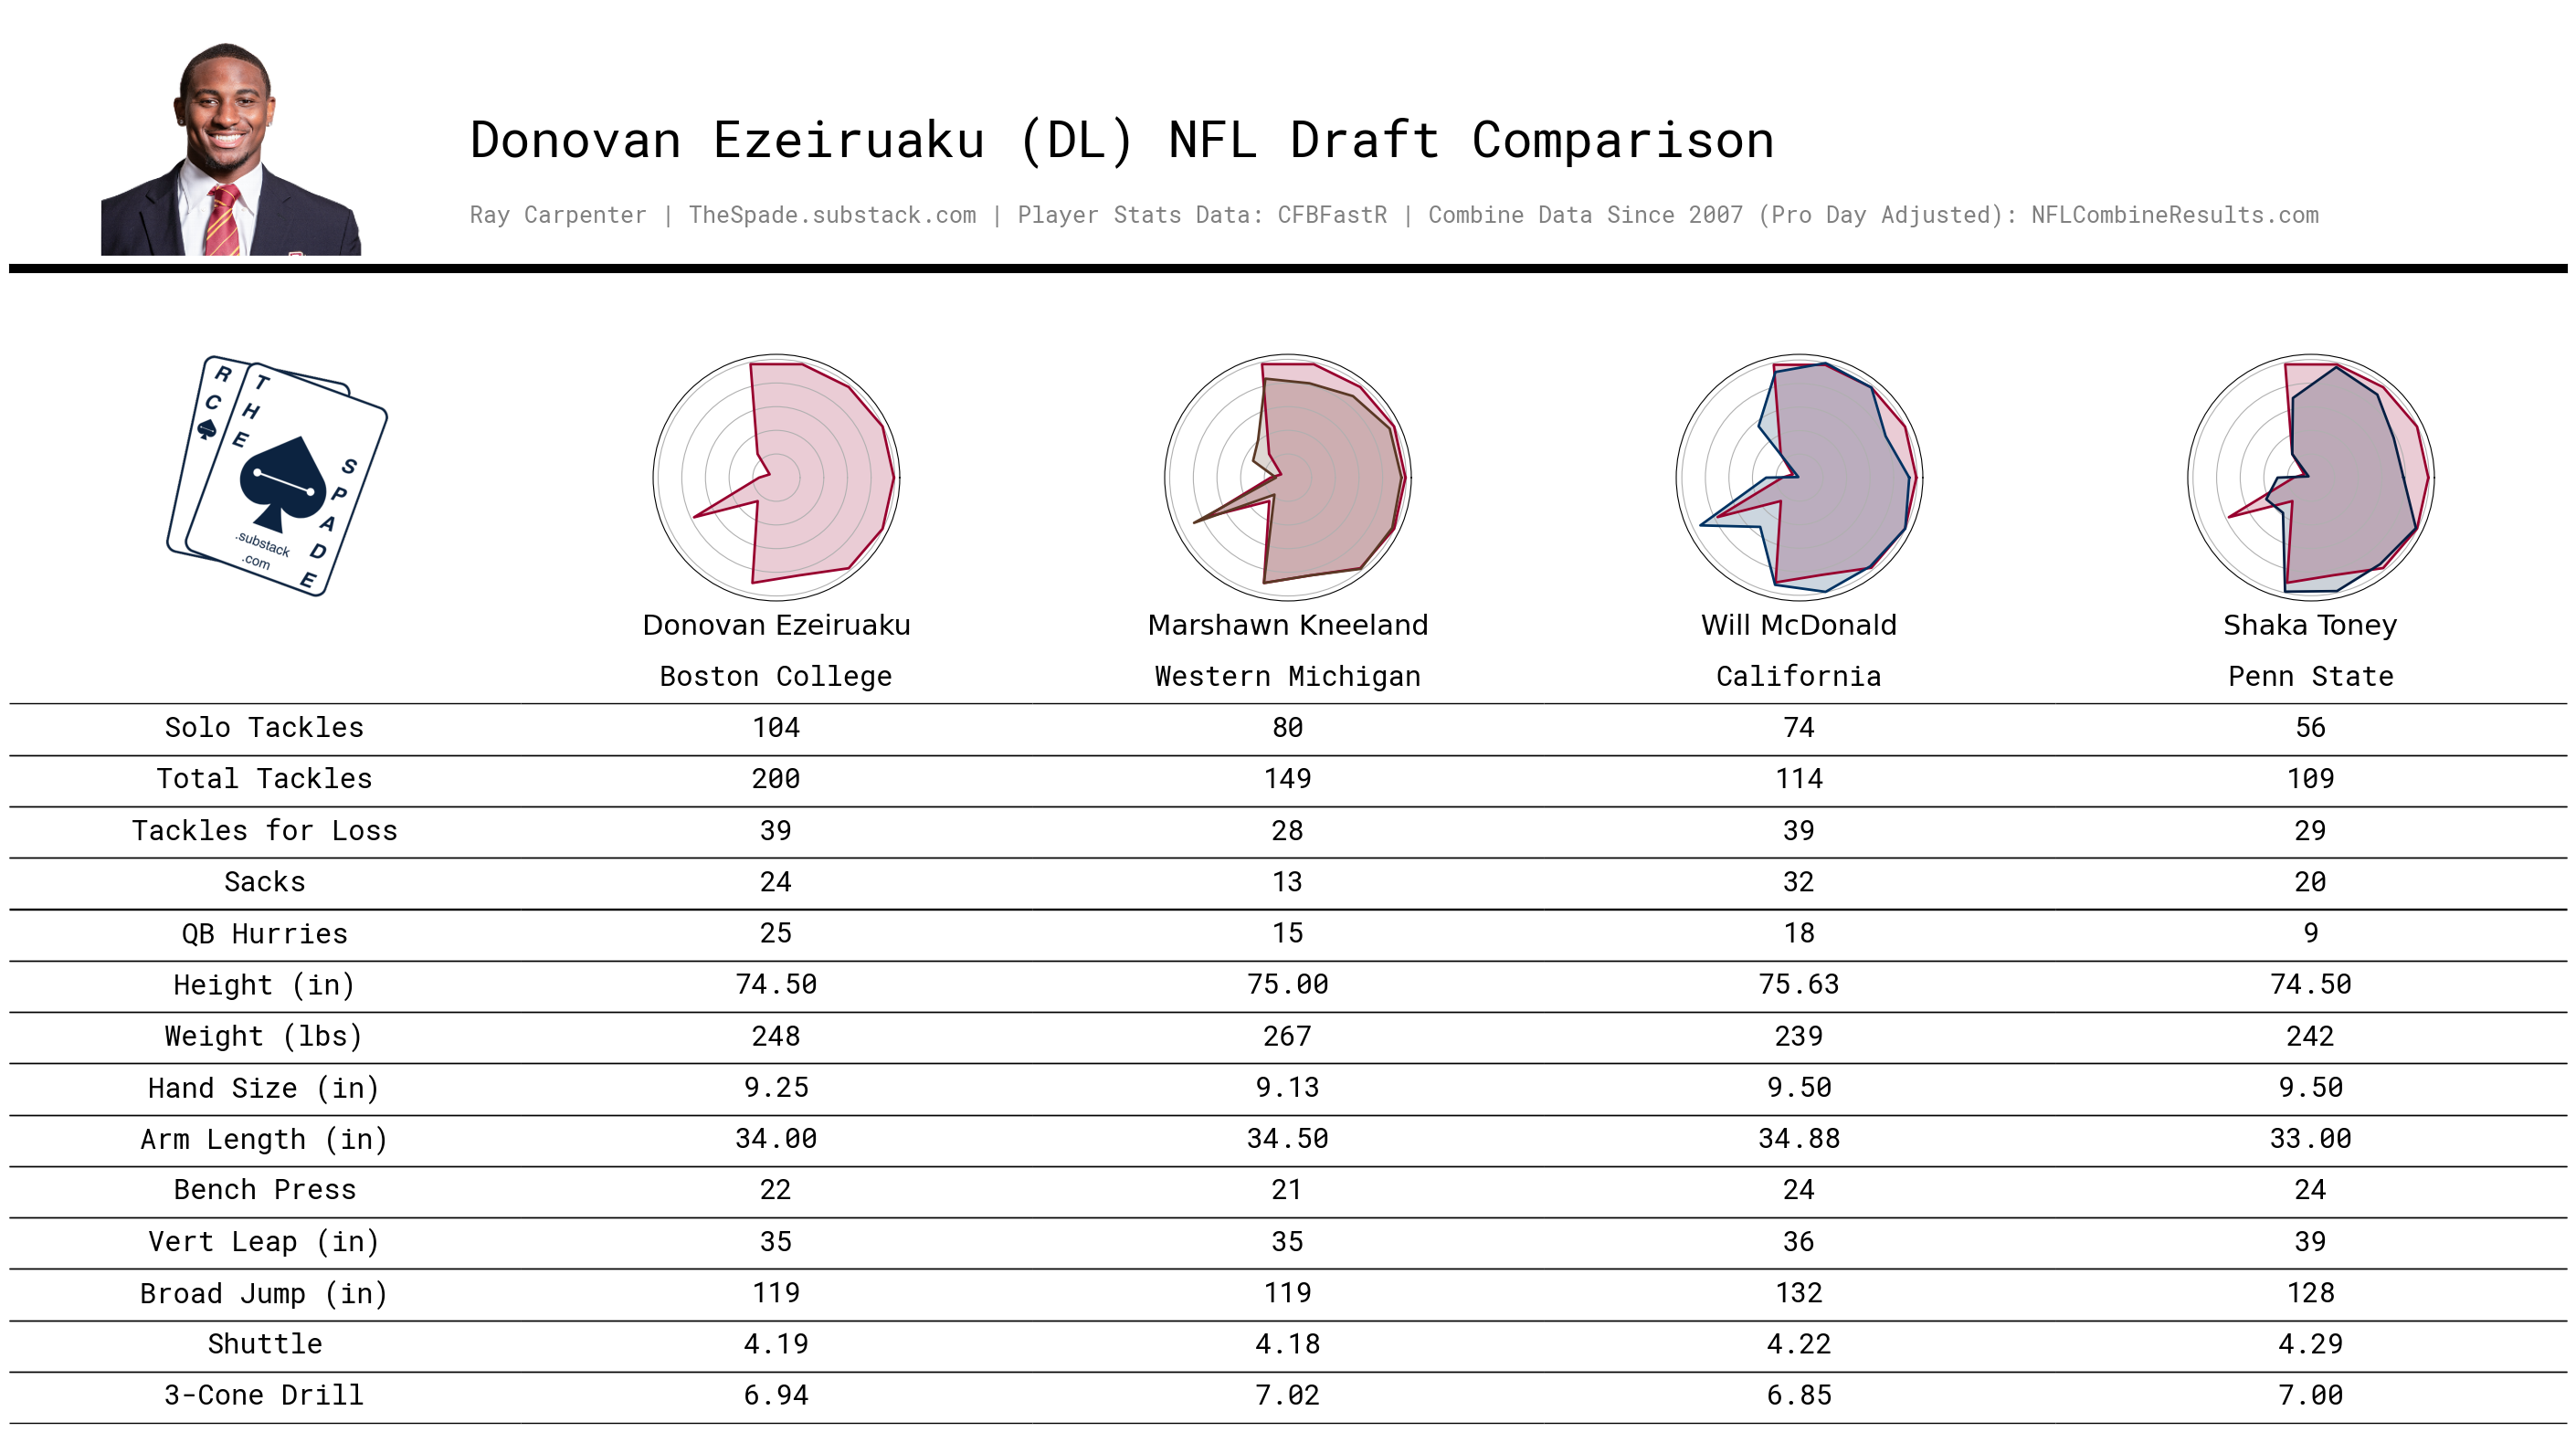 Donovan Ezeiruaku (DL) NFL Draft Comparison
Ray Carpenter | TheSpade.substack.com | Player Stats Data: CFBFastR | Combine Data Since 2007 (Pro Day Adjusted): NFLCombineResults.com
R C
THE
SPADE
.substack
.com
Donovan Ezeiruaku Marshawn Kneeland Will McDonald Shaka Toney
Boston College Western Michigan California Penn State
Solo Tackles 104 80 74 56
Total Tackles 200 149 114 109
Tackles for Loss 39 28 39 29
Sacks 24 13 32 20
QB Hurries 25 15 18 9
Height (in) 74.50 75.00 75.63 74.50
Weight (lbs) 248 267 239 242
Hand Size (in) 9.25 9.13 9.50 9.50
Arm Length (in) 34.00 34.50 34.88 33.00
Bench Press 22 21 24 24
Vert Leap (in) 35 35 36 39
Broad Jump (in) 119 119 132 128
Shuttle 4.19 4.18 4.22 4.29
3-Cone Drill 6.94 7.02 6.85 7.00